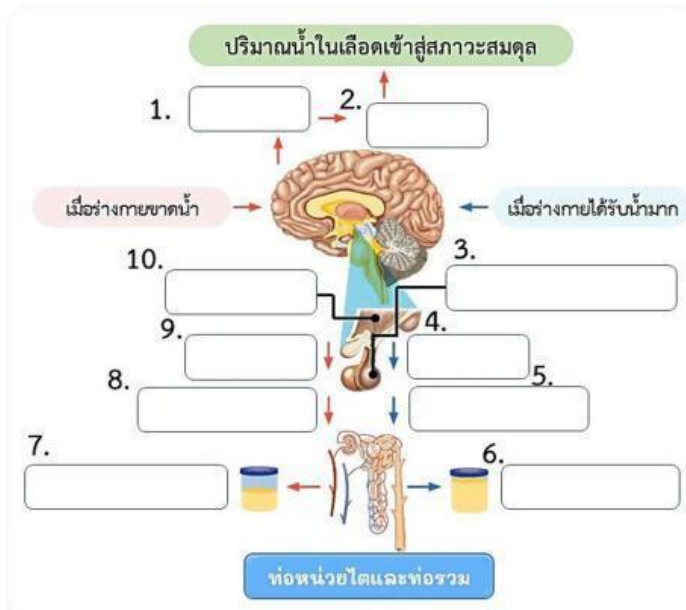 ปริมาณน้ำในเลือดเข้าสู่สภาวะสมดุล
1.
2.
เมื่อร่างกายขาดน้ำ
เมื่อร่างกายได้รับน้ำมาก
10.
3.
9.
4.
8.
5.
7.
6.
ท่อหน่วยไตและท่อรวม